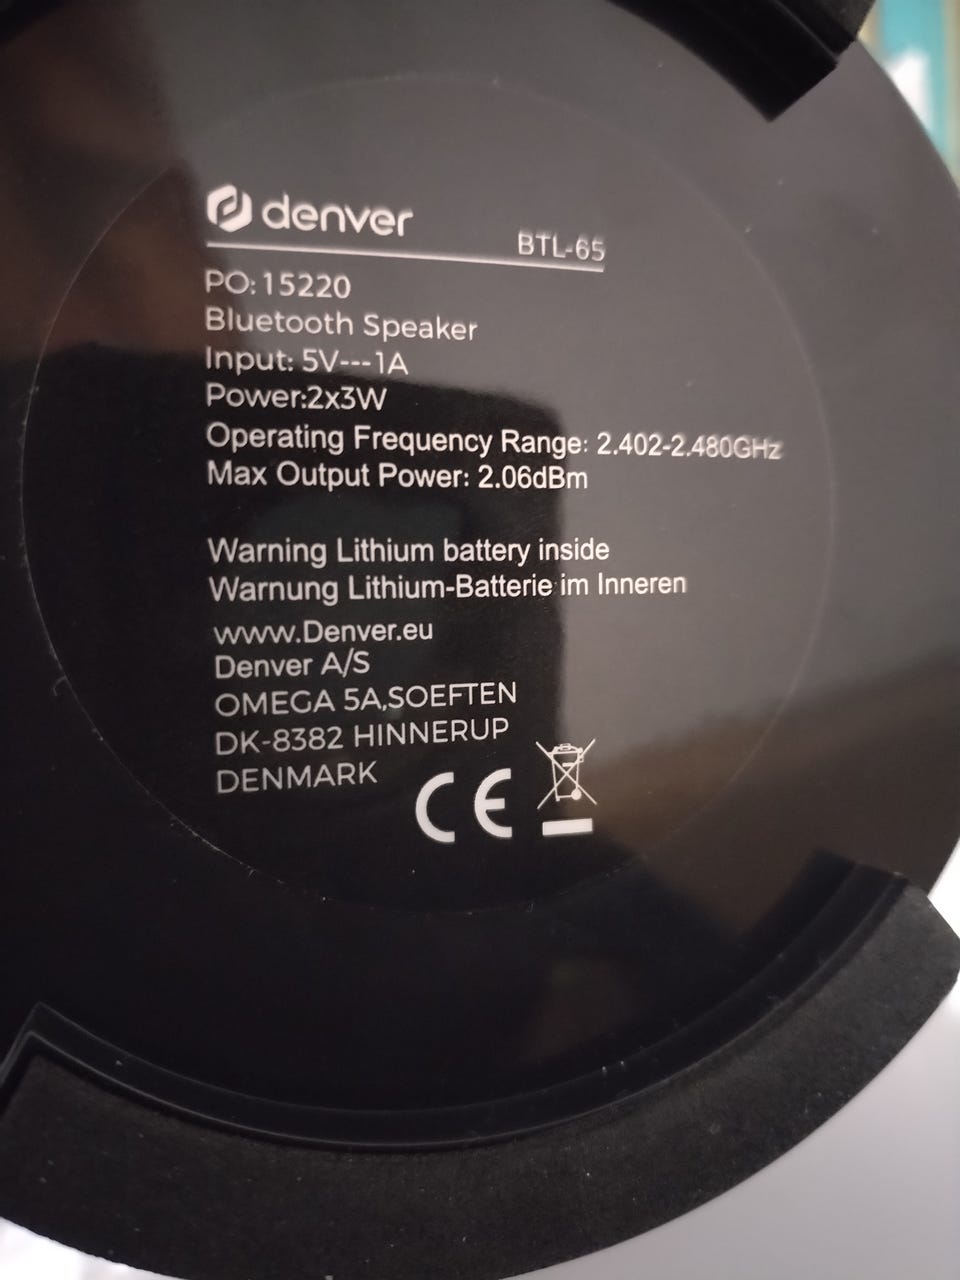 denver
BTL-65
PO:15220
Bluetooth Speaker
Input: 5V---1A
Power:2x3W
Operating Frequency Range: 2.402-2.480GHz
Max Output Power: 2.06dBm
Warning Lithium battery inside
Warnung Lithium-Batterie im Inneren
www.Denver.eu
Denver A/S
OMEGA 5A,SOEFTEN
DK-8382 HINNERUP
DENMARK
CE